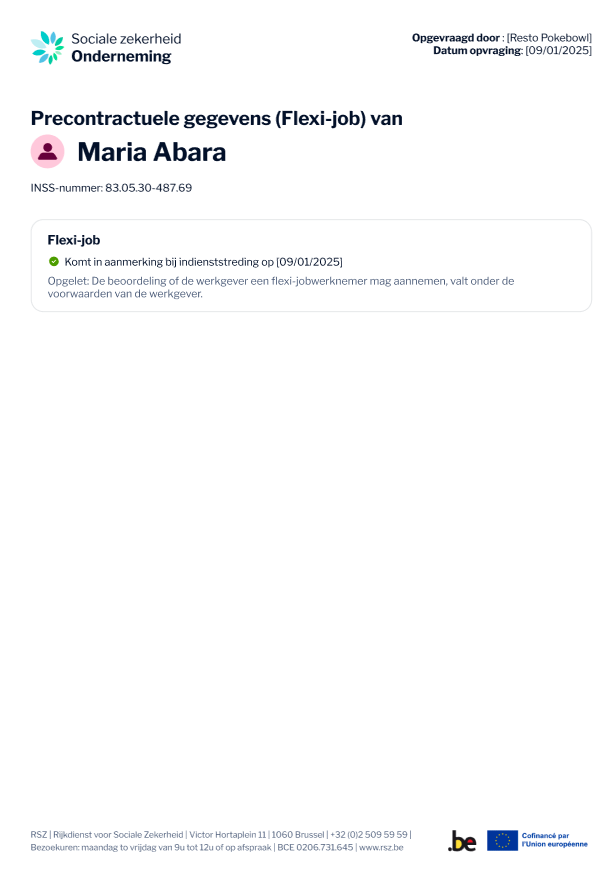 Sociale zekerheid
Onderneming
Opgevraagd door : [Resto Pokebowl]
Datum opvraging: [09/01/2025]
Precontractuele gegevens (Flexi-job) van
Maria Abara
INSS-nummer: 83.05.30-487.69
Flexi-job
Komt in aanmerking bij indienststreding op [09/01/2025]
Opgelet: De beoordeling of de werkgever een flexi-jobwerknemer mag aannemen, valt onder de
voorwaarden van de werkgever.
RSZ | Rijkdienst voor Sociale Zekerheid | Victor Hortaplein 11 | 1060 Brussel | +32 (0)2 509 59 59 |
Bezoekuren: maandag to vrijdag van 9u tot 12u of op afspraak | BCE 0206.731.645 | www.rsz.be
.be
Cofinancé par
l'Union européenne